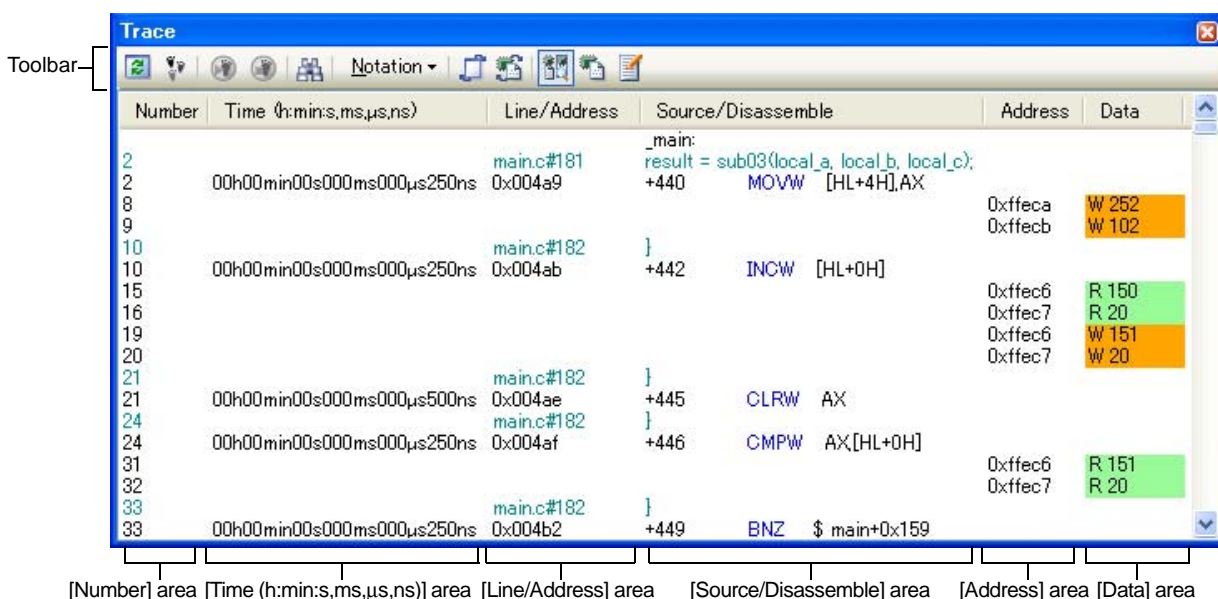 Trace
Toolbar
Notation
Number Time (h:min:s,ms,μs,ns) Line/Address Source/Disassemble Address Data
_main:
2 main.c#181 result = sub03(local_a, local_b, local_c);
2 00h00min00s000ms000μs250ns 0x004a9 +440 MOVW [HL+4H],AX
8 0xffeca W 252
9 0xffecb W 102
10 main.c#182 }
10 00h00min00s000ms000μs250ns 0x004ab +442 INCW [HL+0H]
15 0xffec6 R 150
16 0xffec7 R 20
19 0xffec6 W 151
20 0xffec7 W 20
21 main.c#182 }
21 00h00min00s000ms000μs500ns 0x004ae +445 CLRW AX
24 main.c#182 }
24 00h00min00s000ms000μs250ns 0x004af +446 CMPW AX,[HL+0H]
31 0xffec6 R 151
32 0xffec7 R 20
33 main.c#182 }
33 00h00min00s000ms000μs250ns 0x004b2 +449 BNZ $ main+0x159
[Number] area [Time (h:min:s,ms,μs,ns)] area [Line/Address] area [Source/Disassemble] area [Address] area [Data] area